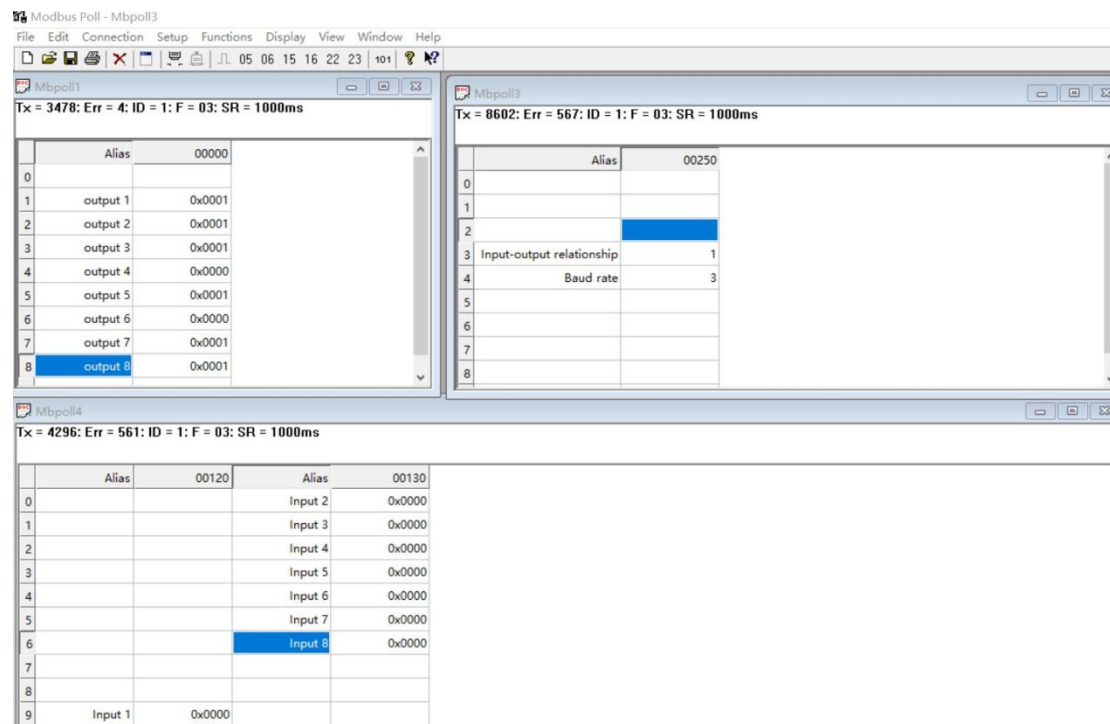 Modbus Poll - Mbpoll3
File Edit Connection Setup Functions Display View Window Help
05 06 15 16 22 23 101
Mbpoll1
Tx = 3478: Err = 4: ID = 1: F = 03: SR = 1000ms
Alias 00000
0
1 output 1 0x0001
2 output 2 0x0001
3 output 3 0x0001
4 output 4 0x0000
5 output 5 0x0001
6 output 6 0x0000
7 output 7 0x0001
8 output 8 0x0001
Mbpoll3
Tx = 8602: Err = 567: ID = 1: F = 03: SR = 1000ms
Alias 00250
0
1
2
3 Input-output relationship 1
4 Baud rate 3
5
6
7
8
Mbpoll4
Tx = 4296: Err = 561: ID = 1: F = 03: SR = 1000ms
Alias 00120 Alias 00130
0 Input 2 0x0000
1 Input 3 0x0000
2 Input 4 0x0000
3 Input 5 0x0000
4 Input 6 0x0000
5 Input 7 0x0000
6 Input 8 0x0000
7
8
9 Input 1 0x0000